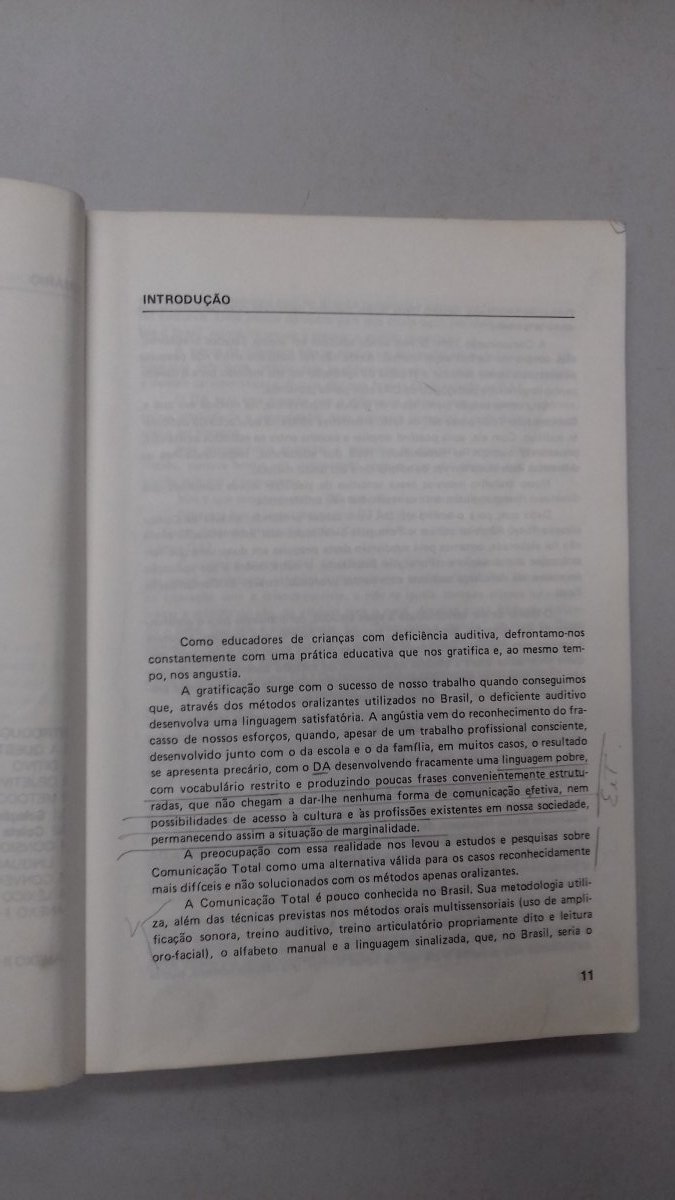 INTRODUÇÃO
Como educadores de crianças com deficiência auditiva, defrontamo-nos
constantemente com uma prática educativa que nos gratifica e, ao mesmo tem-
po, nos angustia.
A gratificação surge com o sucesso de nosso trabalho quando conseguimos
que, através dos métodos oralizantes utilizados no Brasil, o deficiente auditivo
desenvolva uma linguagem satisfatória. A angústia vem do reconhecimento do fra-
casso de nossos esforços, quando, apesar de um trabalho profissional consciente,
desenvolvido junto com o da escola e o da família, em muitos casos, o resultado
se apresenta precário, com o DA desenvolvendo fracamente uma linguagem pobre,
com vocabulário restrito e produzindo poucas frases convenientemente estrutu-
radas, que não chegam a dar-lhe nenhuma forma de comunicação efetiva, nem
possibilidades de acesso à cultura e às profissões existentes em nossa sociedade,
permanecendo assim a situação de marginalidade.
A preocupação com essa realidade nos levou a estudos e pesquisas sobre
Comunicação Total como uma alternativa válida para os casos reconhecidamente
mais difíceis e não solucionados com os métodos apenas oralizantes.
A Comunicação Total é pouco conhecida no Brasil. Sua metodologia utili-
za, além das técnicas previstas nos métodos orais multissensoriais (uso de ampli-
ficação sonora, treino auditivo, treino articulatório propriamente dito e leitura
oro-facial), o alfabeto manual e a linguagem sinalizada, que, no Brasil, seria o
11